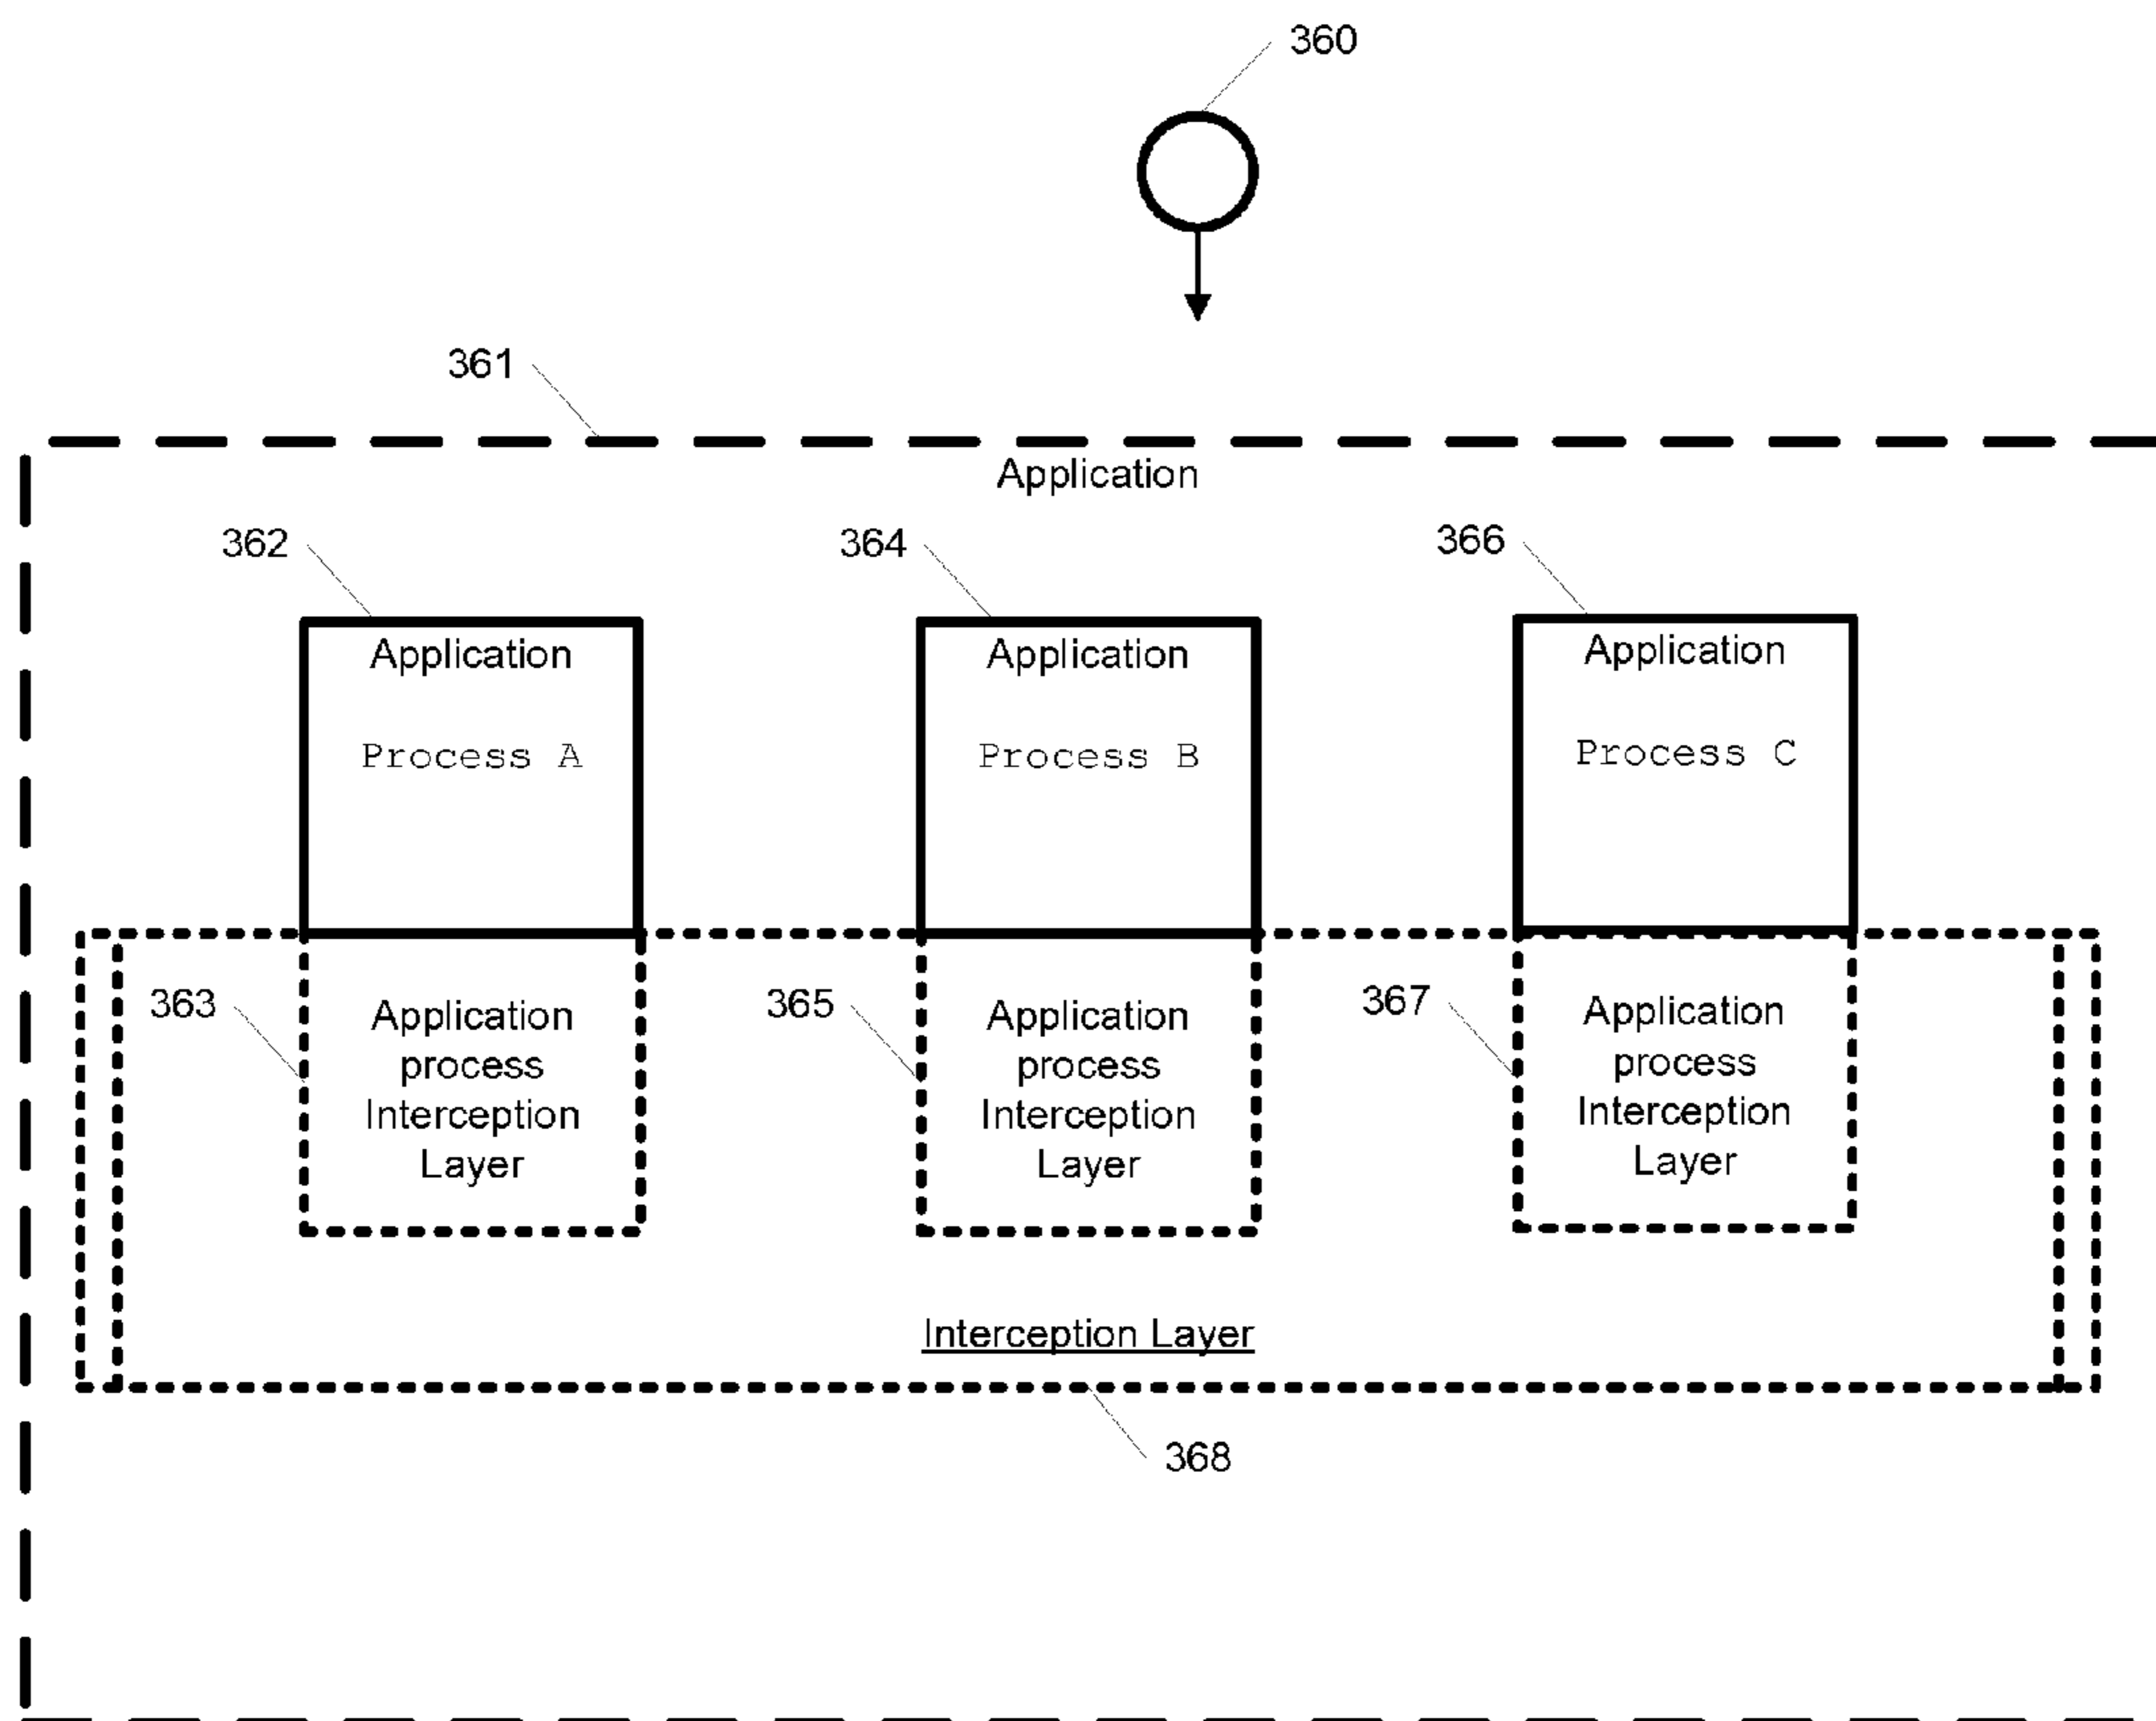 360
361
Application
362
364
366
Application
Process A
Application
Process B
Application
Process C
363
365
367
Application
process
Interception
Layer
Application
process
Interception
Layer
Application
process
Interception
Layer
Interception Layer
368